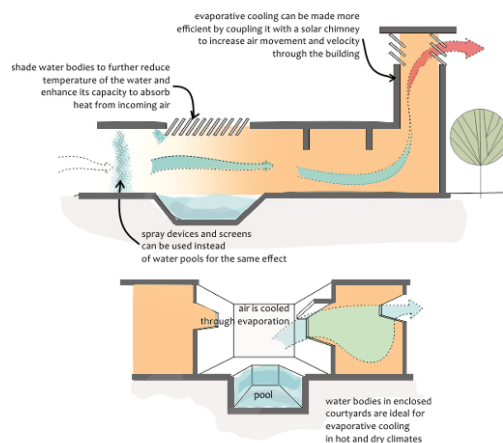 evaporative cooling can be made more
efficient by coupling it with a solar chimney
to increase air movement and velocity
through the building
shade water bodies to further reduce
temperature of the water and
enhance its capacity to absorb
heat from incoming air
spray devices and screens
can be used instead
of water pools for the same effect
air is cooled
through evaporation
pool
water bodies in enclosed
courtyards are ideal for
evaporative cooling
in hot and dry climates